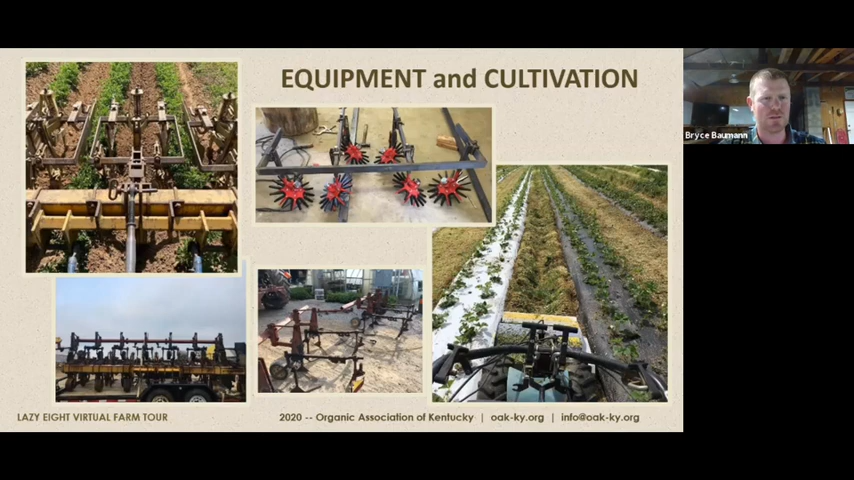 EQUIPMENT and CULTIVATION
Bryce Baumann
LAZY EIGHT VIRTUAL FARM TOUR
2020 -- Organic Association of Kentucky | oak-ky.org | info@oak-ky.org